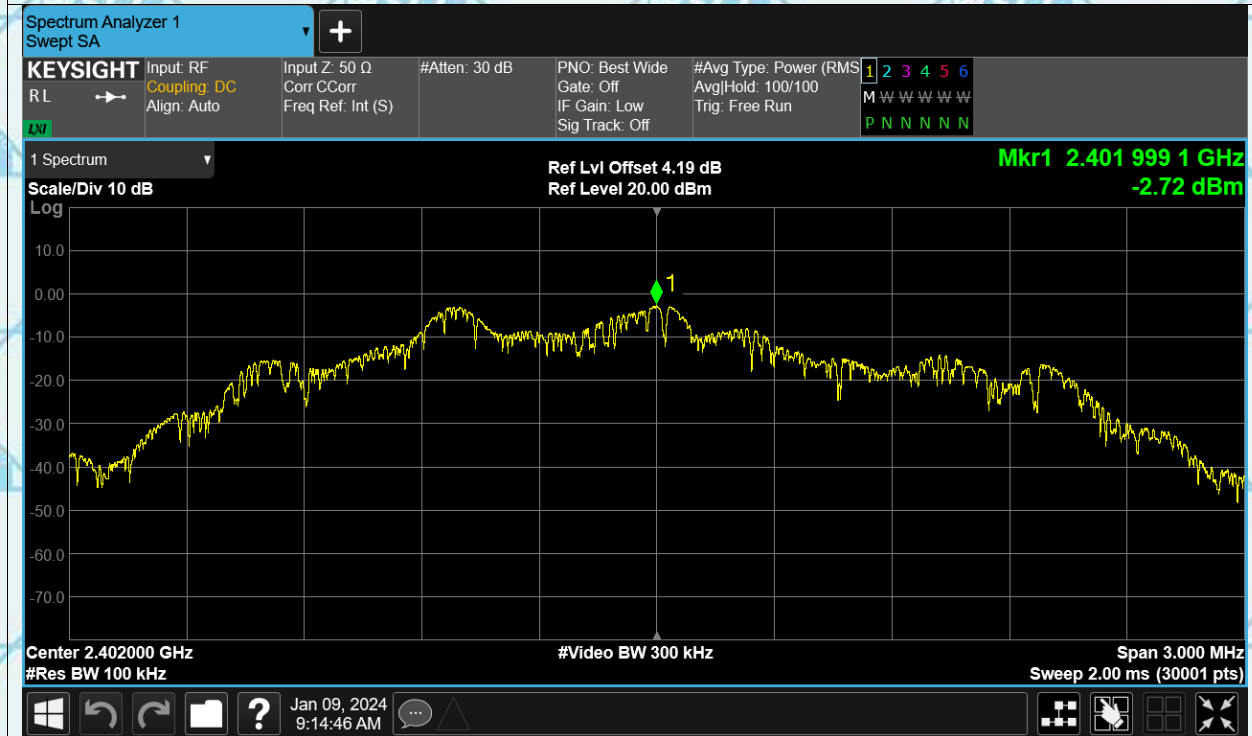 Spectrum Analyzer 1
Swept SA
KEYSIGHT
R L
LXI
Input: RF
Coupling: DC
Align: Auto
Input Z: 50 Ω
Corr CCorr
Freq Ref: Int (S)
#Atten: 30 dB
PNO: Best Wide
Gate: Off
IF Gain: Low
Sig Track: Off
#Avg Type: Power (RMS
Avg|Hold: 100/100
Trig: Free Run
1 2 3 4 5 6
M W W W W W
P N N N N N
1 Spectrum
Scale/Div 10 dB
Log
Ref Lvl Offset 4.19 dB
Ref Level 20.00 dBm
Mkr1 2.401 999 1 GHz
-2.72 dBm
10.0
0.00
-10.0
-20.0
-30.0
-40.0
-50.0
-60.0
-70.0
1
Center 2.402000 GHz
#Res BW 100 kHz
#Video BW 300 kHz
Span 3.000 MHz
Sweep 2.00 ms (30001 pts)
?
Jan 09, 2024
9:14:46 AM